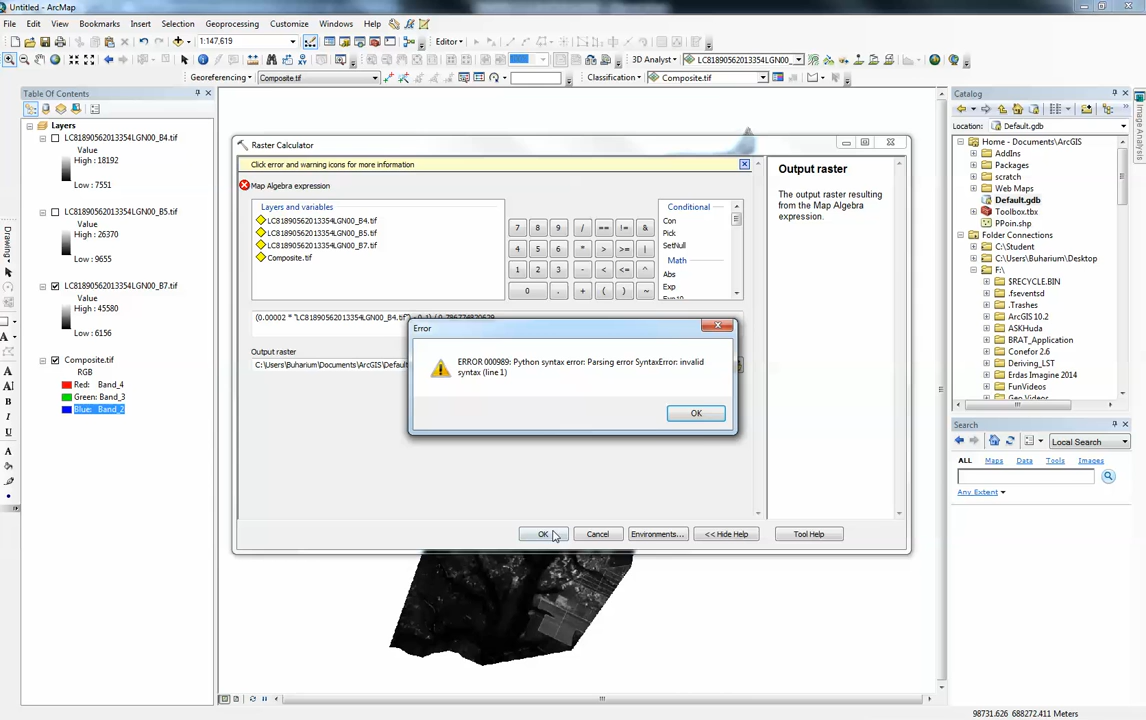 Untitled - ArcMap
File Edit View Bookmarks Insert Selection Geoprocessing Customize Windows Help
1:147.619
Editor
3D Analyst
LC81890562013354LGN00_
Georeferencing
Composite.tif
Classification
Composite.tif
Table Of Contents
Layers
LC81890562013354LGN00_B4.tif
Value
High : 18192
Low : 7551
LC81890562013354LGN00_B5.tif
Value
High : 26370
Low : 9655
LC81890562013354LGN00_B7.tif
Value
High : 45580
Low : 6156
Composite.tif
RGB
Red: Band_4
Green: Band_3
Blue: Band_2
Drawing
Raster Calculator
Click error and warning icons for more information
Map Algebra expression
Layers and variables
LC81890562013354LGN00_B4.tif
LC81890562013354LGN00_B5.tif
LC81890562013354LGN00_B7.tif
Composite.tif
7 8 9 / == != &
4 5 6 * > >= |
1 2 3 - < <= ^
0 . + ( ) ~
Conditional
Con
Pick
SetNull
Math
Abs
Exp
Exp10
Output raster
C:\Users\Buharium\Documents\ArcGIS\Default
Error
ERROR 000989: Python syntax error: Parsing error SyntaxError: invalid
syntax (line 1)
OK
OK Cancel Environments... << Hide Help Tool Help
Output raster
The output raster resulting
from the Map Algebra
expression.
Catalog
Location: Default.gdb
Home - Documents\ArcGIS
AddIns
Packages
scratch
Web Maps
Default.gdb
Toolbox.tbx
PPoin.shp
Folder Connections
C:\Student
C:\Users\Buharium\Desktop
F:\
$RECYCLE.BIN
.fseventsd
.Trashes
ArcGIS 10.2
ASKHuda
BRAT_Application
Conefor 2.6
Deriving_LST
Erdas Imagine 2014
FunVideos
Geo Videos
Image Analysis
Search
Local Search
ALL Maps Data Tools Images
Any Extent
98731.626 688272.411 Meters